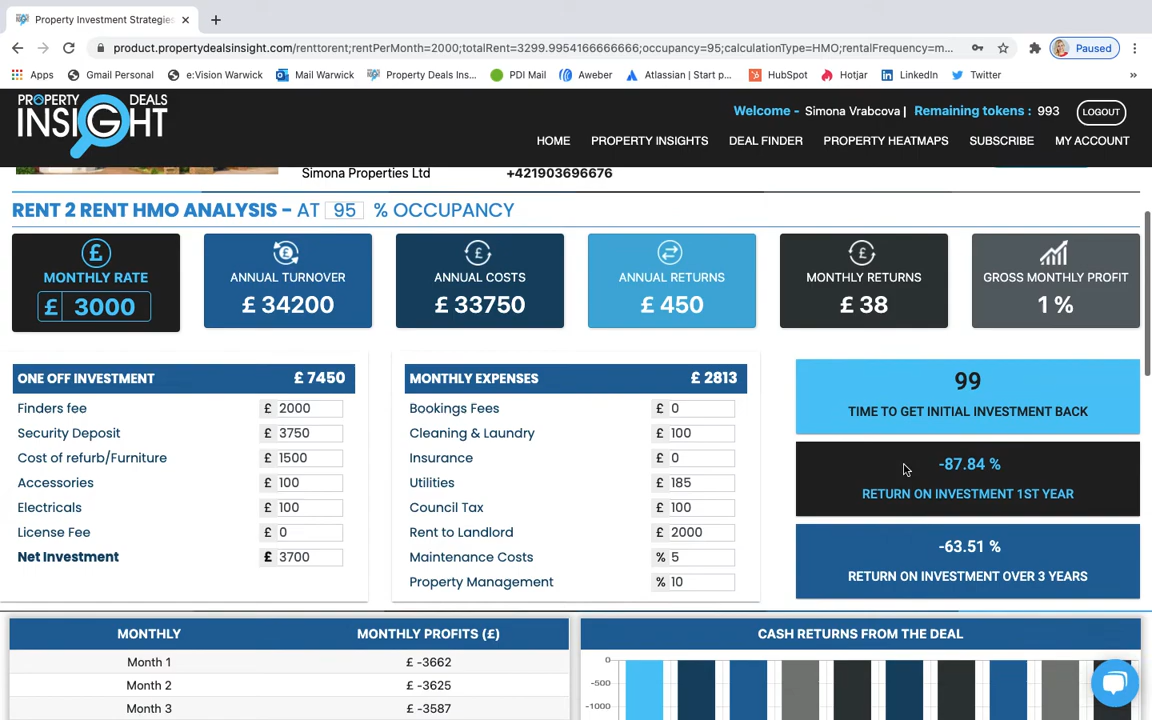 Property Investment Strategies
product.propertydealsinsight.com/renttorent;rentPerMonth=2000;totalRent=3299.9954166666666;occupancy=95;calculationType=HMO;rentalFrequency=m...
Paused
Apps Gmail Personal e:Vision Warwick Mail Warwick Property Deals Ins... PDI Mail Aweber Atlassian | Start p... HubSpot Hotjar LinkedIn Twitter »
PROPERTY DEALS
INSIGHT
Welcome - Simona Vrabcova | Remaining tokens : 993 LOGOUT
HOME PROPERTY INSIGHTS DEAL FINDER PROPERTY HEATMAPS SUBSCRIBE MY ACCOUNT
Simona Properties Ltd +421903696676
RENT 2 RENT HMO ANALYSIS – AT 95 % OCCUPANCY
MONTHLY RATE
£ 3000
ANNUAL TURNOVER
£ 34200
ANNUAL COSTS
£ 33750
ANNUAL RETURNS
£ 450
MONTHLY RETURNS
£ 38
GROSS MONTHLY PROFIT
1 %
ONE OFF INVESTMENT £ 7450
Finders fee £ 2000
Security Deposit £ 3750
Cost of refurb/Furniture £ 1500
Accessories £ 100
Electricals £ 100
License Fee £ 0
Net Investment £ 3700
MONTHLY EXPENSES £ 2813
Bookings Fees £ 0
Cleaning & Laundry £ 100
Insurance £ 0
Utilities £ 185
Council Tax £ 100
Rent to Landlord £ 2000
Maintenance Costs % 5
Property Management % 10
99
TIME TO GET INITIAL INVESTMENT BACK
-87.84 %
RETURN ON INVESTMENT 1ST YEAR
-63.51 %
RETURN ON INVESTMENT OVER 3 YEARS
MONTHLY MONTHLY PROFITS (£)
Month 1 £ -3662
Month 2 £ -3625
Month 3 £ -3587
CASH RETURNS FROM THE DEAL
0
-500
-1000